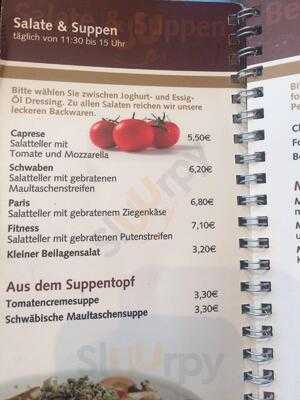 Salate & Suppen
täglich von 11:30 bis 15 Uhr
Bitte wählen Sie zwischen Joghurt- und Essig-
Öl Dressing. Zu allen Salaten reichen wir unsere
leckeren Backwaren.
Caprese 5,50€
Salatteller mit
Tomate und Mozzarella
Schwaben 6,20€
Salatteller mit gebratenen
Maultaschenstreifen
Paris 6,80€
Salatteller mit gebratenem Ziegenkäse
Fitness 7,10€
Salatteller mit gebratenen Putenstreifen
Kleiner Beilagensalat 3,20€
Aus dem Suppentopf
Tomatencremesuppe 3,30€
Schwäbische Maultaschensuppe 3,30€
Sluurpy